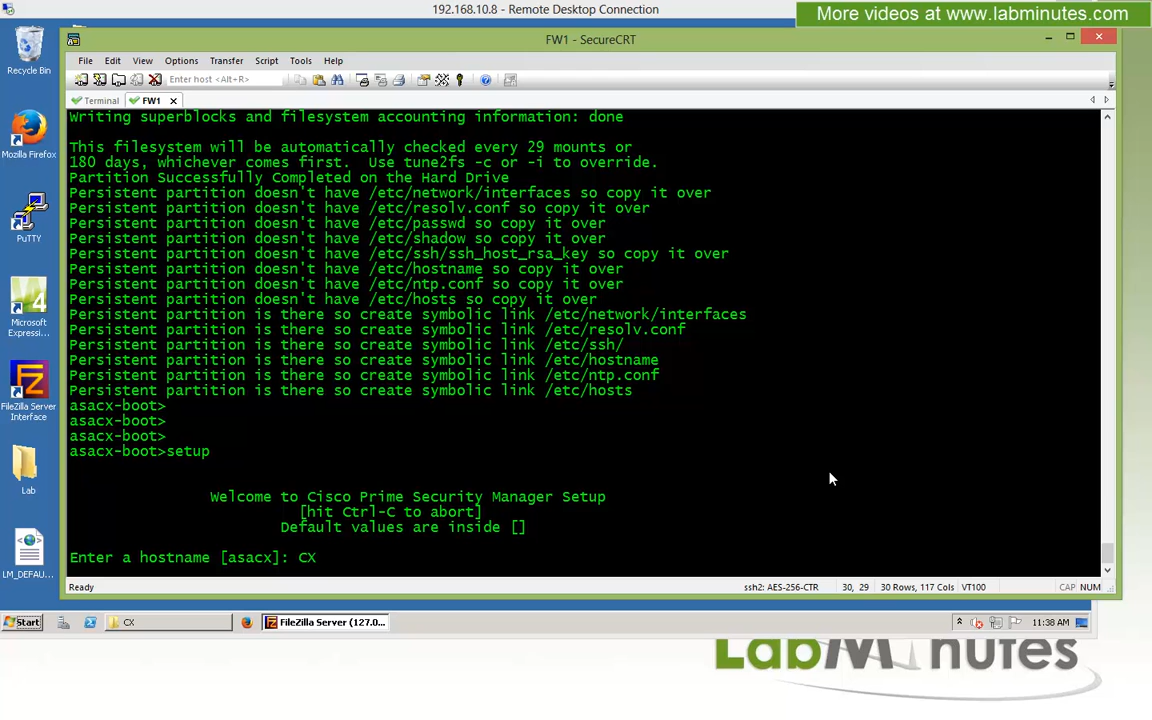 192.168.10.8 - Remote Desktop Connection
More videos at www.labminutes.com
FW1 - SecureCRT
File Edit View Options Transfer Script Tools Help
Enter host <Alt+R>
Terminal FW1
Writing superblocks and filesystem accounting information: done
This filesystem will be automatically checked every 29 mounts or
180 days, whichever comes first.  Use tune2fs -c or -i to override.
Partition Successfully Completed on the Hard Drive
Persistent partition doesn't have /etc/network/interfaces so copy it over
Persistent partition doesn't have /etc/resolv.conf so copy it over
Persistent partition doesn't have /etc/passwd so copy it over
Persistent partition doesn't have /etc/shadow so copy it over
Persistent partition doesn't have /etc/ssh/ssh_host_rsa_key so copy it over
Persistent partition doesn't have /etc/hostname so copy it over
Persistent partition doesn't have /etc/ntp.conf so copy it over
Persistent partition doesn't have /etc/hosts so copy it over
Persistent partition is there so create symbolic link /etc/network/interfaces
Persistent partition is there so create symbolic link /etc/resolv.conf
Persistent partition is there so create symbolic link /etc/ssh/
Persistent partition is there so create symbolic link /etc/hostname
Persistent partition is there so create symbolic link /etc/ntp.conf
Persistent partition is there so create symbolic link /etc/hosts
asacx-boot>
asacx-boot>
asacx-boot>
asacx-boot>setup
Welcome to Cisco Prime Security Manager Setup
[hit Ctrl-C to abort]
Default values are inside []
Enter a hostname [asacx]: CX
Ready ssh2: AES-256-CTR 30, 29 30 Rows, 117 Cols VT100 CAP NUM
Recycle Bin
Mozilla Firefox
PuTTY
4
Microsoft
Expressi...
FileZilla Server
Interface
Lab
LM_DEFAU...
Start CX FileZilla Server (127.0... 11:38 AM
LabMinutes